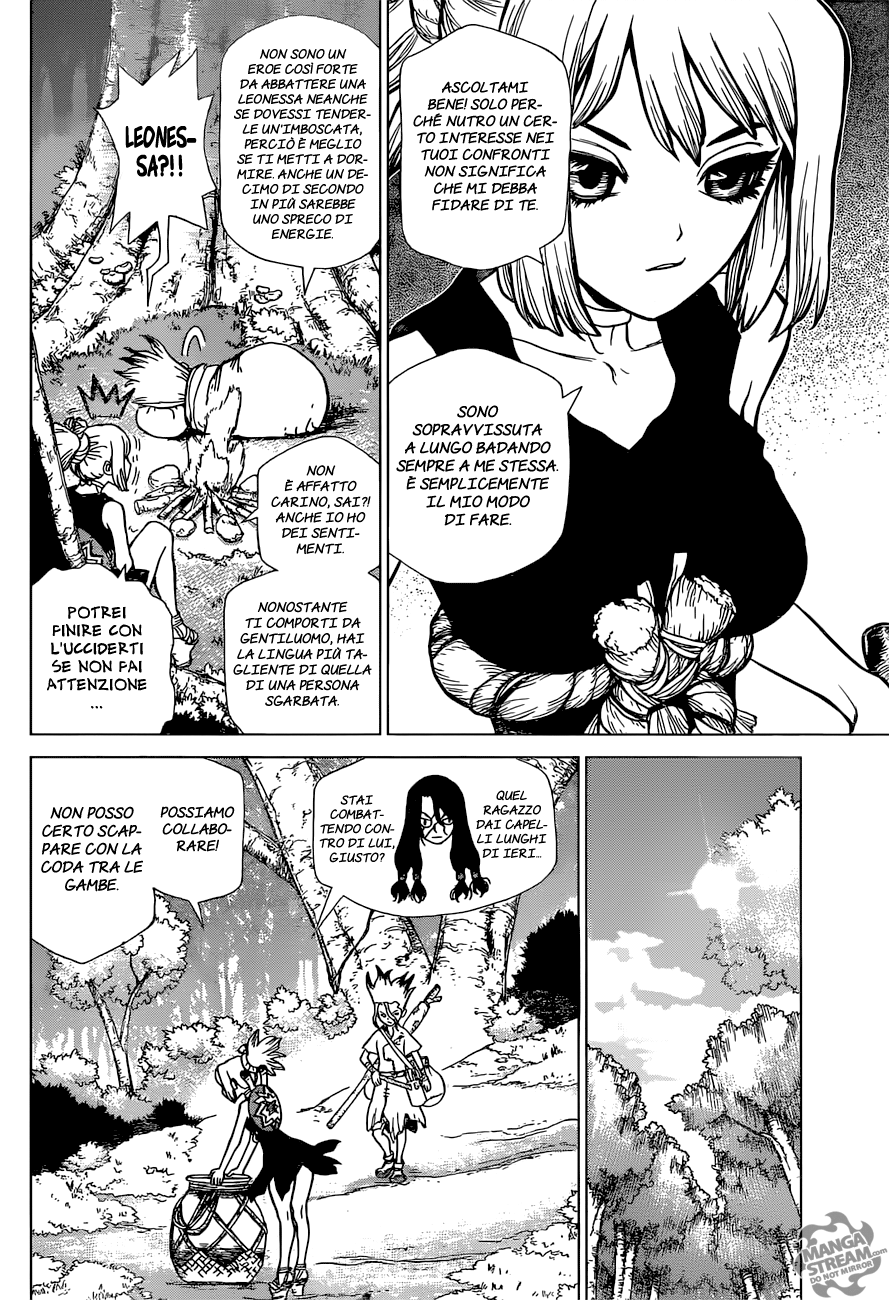 ASCOLTAMI
BENE! SOLO PER-
CHÉ NUTRO UN CER-
TO INTERESSE NEI
TUOI CONFRONTI
NON SIGNIFICA
CHE MI DEBBA
FIDARE DI TE.
SONO
SOPRAVVISSUTA
A LUNGO BADANDO
SEMPRE A ME STESSA.
È SEMPLICEMENTE
IL MIO MODO
DI FARE.
NON SONO UN
EROE COSÌ FORTE
DA ABBATTERE UNA
LEONESSA NEANCHE
SE DOVESSI TENDER-
LE UN'IMBOSCATA,
PERCIÒ È MEGLIO
SE TI METTI A DOR-
MIRE. ANCHE UN DE-
CIMO DI SECONDO
IN PIÙ SAREBBE
UNO SPRECO DI
ENERGIE.
LEONES-
SA?!!
NON
È AFFATTO
CARINO, SAI?!
ANCHE IO HO
DEI SENTI-
MENTI.
NONOSTANTE
TI COMPORTI DA
GENTILUOMO, HAI
LA LINGUA PIÙ TA-
GLIENTE DI QUELLA
DI UNA PERSONA
SGARBATA.
POTREI
FINIRE CON
L'UCCIDERTI
SE NON FAI
ATTENZIONE
...
QUEL
RAGAZZO
DAI CAPEL-
LI LUNGHI
DI IERI...
STAI
COMBAT-
TENDO CON-
TRO DI LUI,
GIUSTO?
POSSIAMO
COLLABO-
RARE!
NON POSSO
CERTO SCAP-
PARE CON LA
CODA TRA LE
GAMBE.
MANGA
STREAM.com
DO NOT MIRROR!